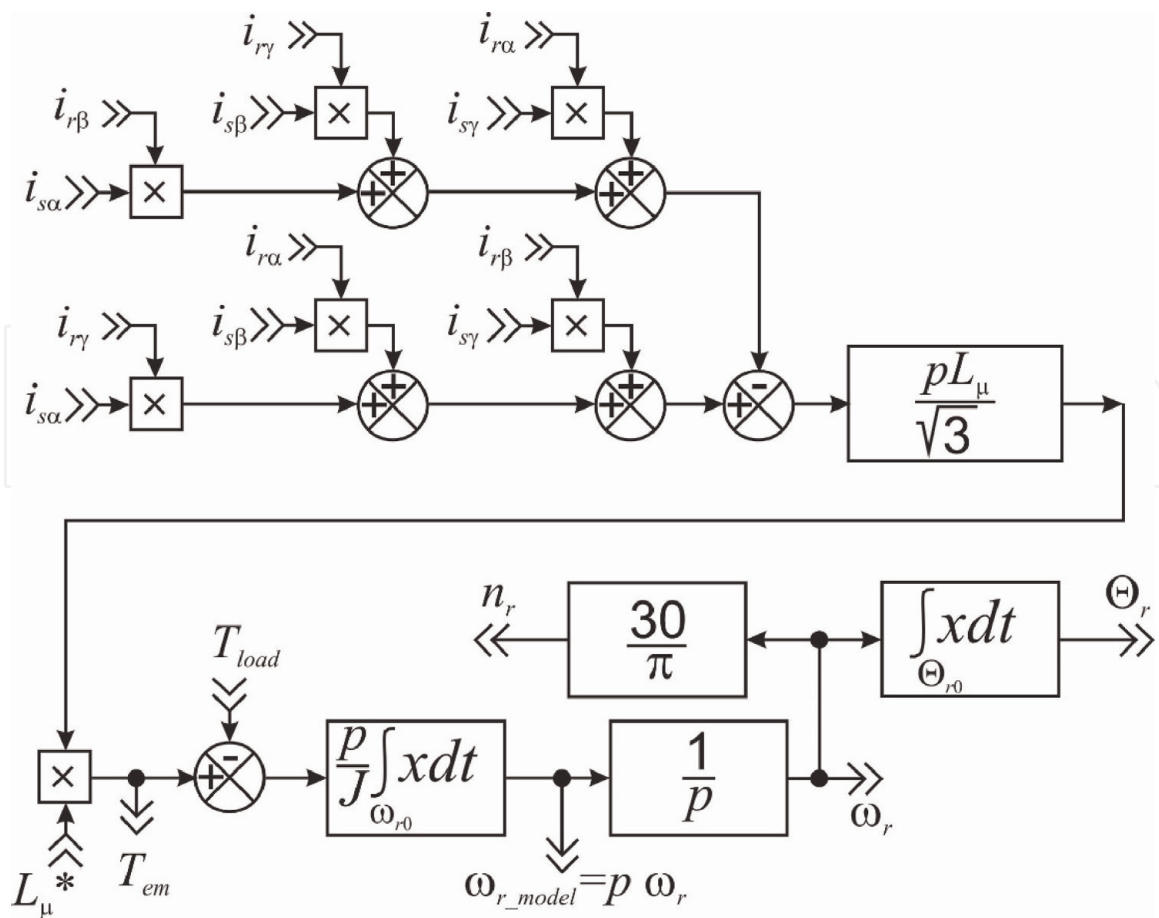 i_{rγ}
i_{rα}
i_{rβ}
i_{sβ}
×
i_{sγ}
×
i_{sα}
×
+
+
+
+
i_{rα}
i_{rβ}
i_{rγ}
i_{sβ}
×
i_{sγ}
×
i_{sα}
×
+
+
+
+
-
+
pL_μ
√3
n_r
30
π
∫xdt
Θ_{r0}
Θ_r
T_{load}
×
-
+
p
J
∫xdt
ω_{r0}
1
p
ω_r
L_μ*
T_{em}
ω_{r_model}=p ω_r